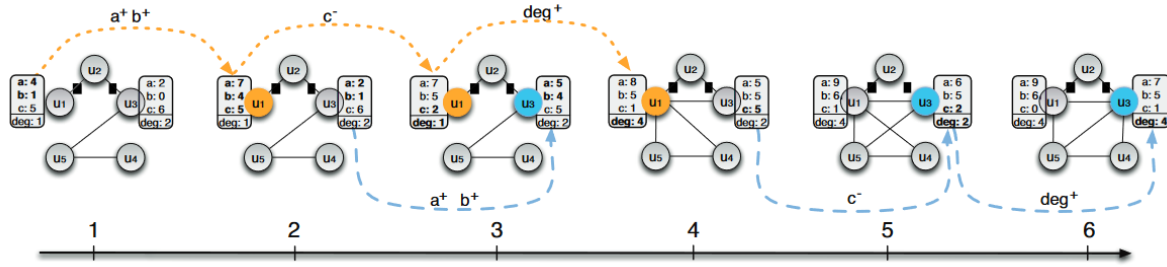 a⁺ b⁺
c⁻
deg⁺
u2
a: 4
b: 1
c: 5
deg: 1
u1
u3
a: 2
b: 0
c: 6
deg: 2
u5
u4
u2
a: 7
b: 4
c: 5
deg: 1
u1
u3
a: 2
b: 1
c: 6
deg: 2
u5
u4
u2
a: 7
b: 5
c: 2
deg: 1
u1
u3
a: 5
b: 4
c: 5
deg: 2
u5
u4
u2
a: 8
b: 5
c: 1
deg: 4
u1
u3
a: 5
b: 5
c: 5
deg: 2
u5
u4
u2
a: 9
b: 6
c: 1
deg: 4
u1
u3
a: 6
b: 5
c: 2
deg: 2
u5
u4
u2
a: 9
b: 6
c: 0
deg: 4
u1
u3
a: 7
b: 5
c: 1
deg: 4
u5
u4
a⁺ b⁺
c⁻
deg⁺
1
2
3
4
5
6